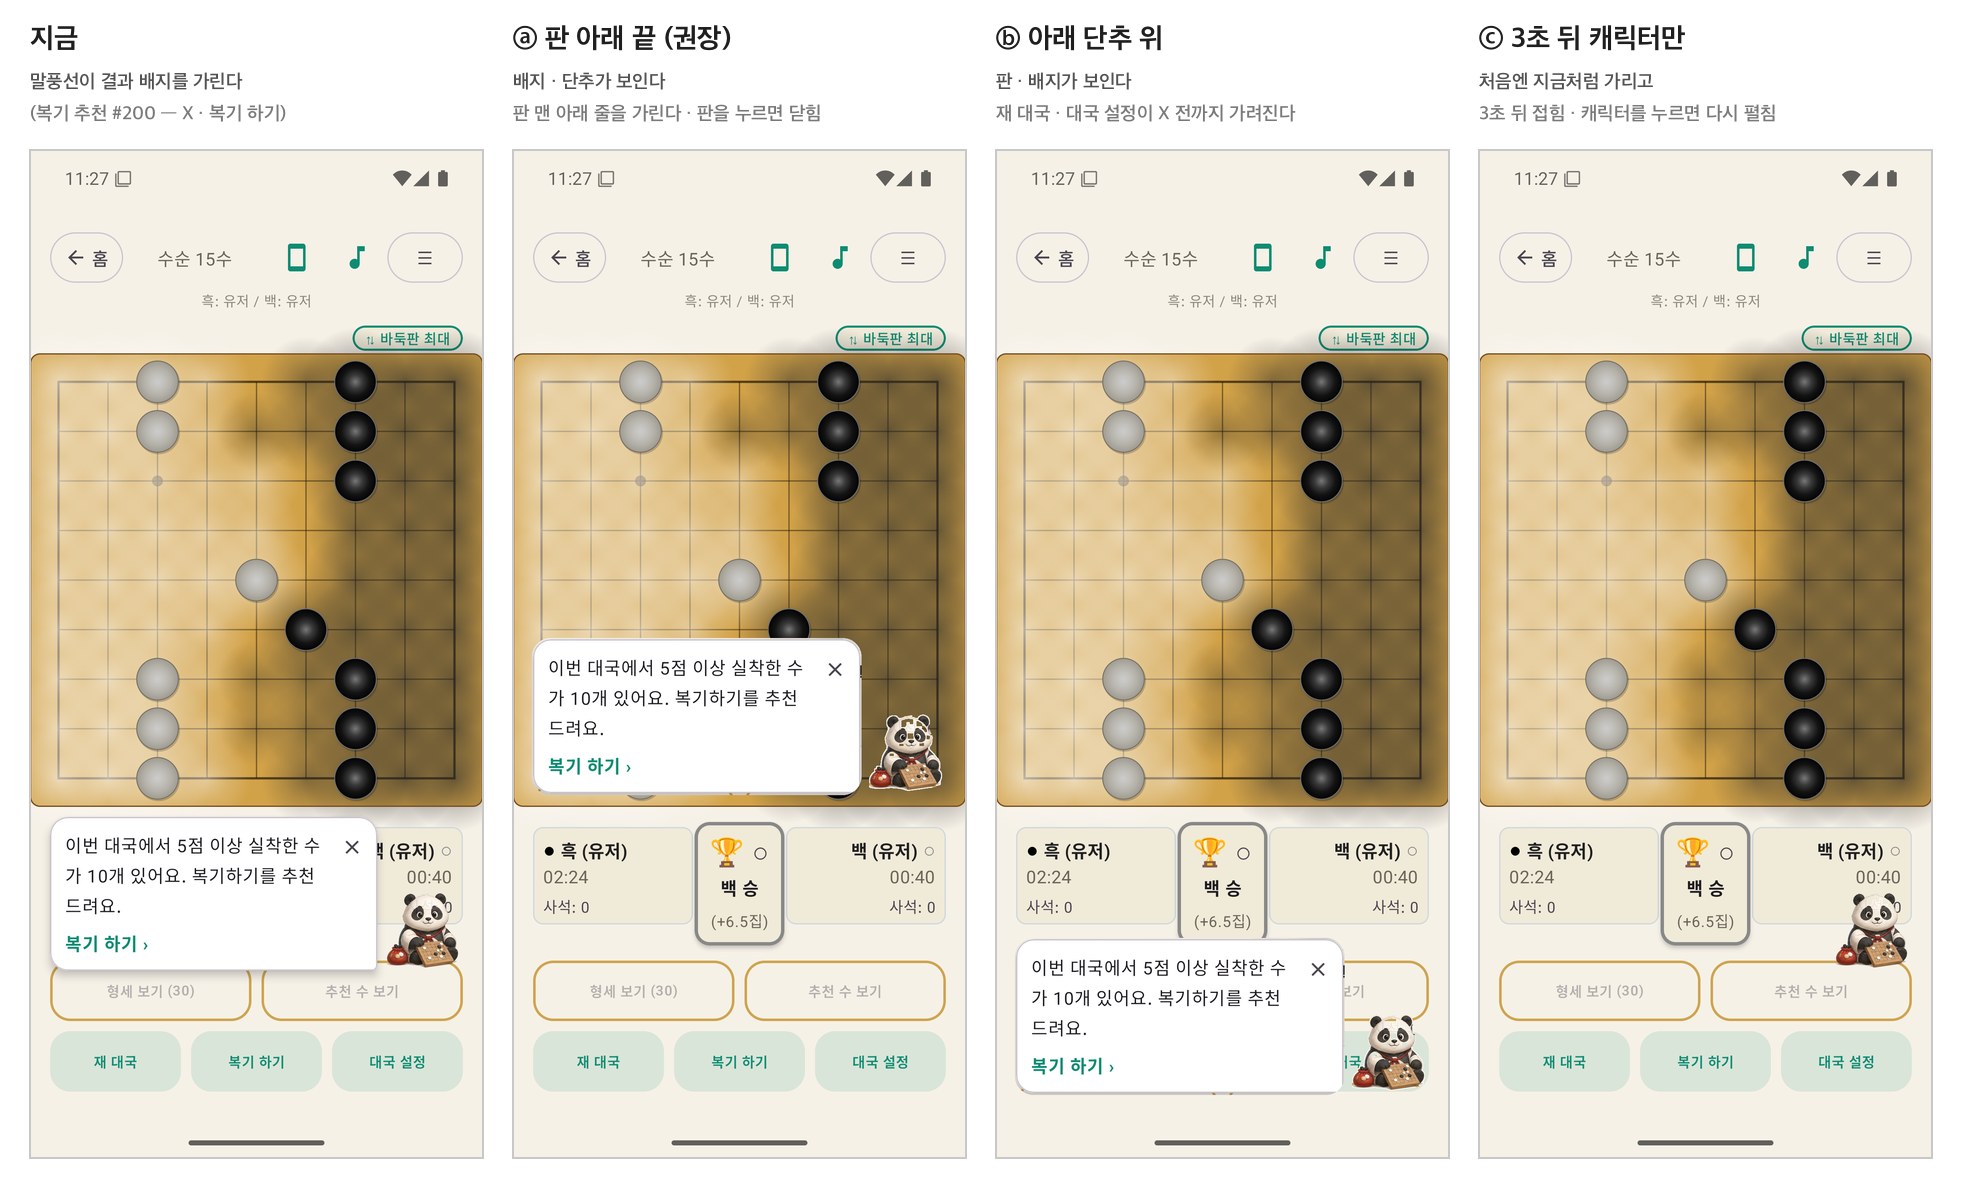 지금
말풍선이 결과 배지를 가린다
(복기 추천 #200 — X · 복기 하기)
11:27
← 홈
수순 15수
흑: 유저 / 백: 유저
↑↓ 바둑판 최대
이번 대국에서 5점 이상 실착한 수
가 10개 있어요. 복기하기를 추천
드려요.
복기 하기 ›
(유저) ○
00:40
0
형세 보기 (30)
추천 수 보기
재 대국
복기 하기
대국 설정
ⓐ 판 아래 끝 (권장)
배지 · 단추가 보인다
판 맨 아래 줄을 가린다 · 판을 누르면 닫힘
11:27
← 홈
수순 15수
흑: 유저 / 백: 유저
↑↓ 바둑판 최대
이번 대국에서 5점 이상 실착한 수
가 10개 있어요. 복기하기를 추천
드려요.
복기 하기 ›
● 흑 (유저)
02:24
사석: 0
백 승
(+6.5집)
백 (유저) ○
00:40
사석: 0
형세 보기 (30)
추천 수 보기
재 대국
복기 하기
대국 설정
ⓑ 아래 단추 위
판 · 배지가 보인다
재 대국 · 대국 설정이 X 전까지 가려진다
11:27
← 홈
수순 15수
흑: 유저 / 백: 유저
↑↓ 바둑판 최대
● 흑 (유저)
02:24
사석: 0
백 승
(+6.5집)
백 (유저) ○
00:40
사석: 0
이번 대국에서 5점 이상 실착한 수
가 10개 있어요. 복기하기를 추천
드려요.
복기 하기 ›
보기
ⓒ 3초 뒤 캐릭터만
처음엔 지금처럼 가리고
3초 뒤 접힘 · 캐릭터를 누르면 다시 펼침
11:27
← 홈
수순 15수
흑: 유저 / 백: 유저
↑↓ 바둑판 최대
● 흑 (유저)
02:24
사석: 0
백 승
(+6.5집)
백 (유저) ○
00:40
0
형세 보기 (30)
추천 수 보기
재 대국
복기 하기
대국 설정